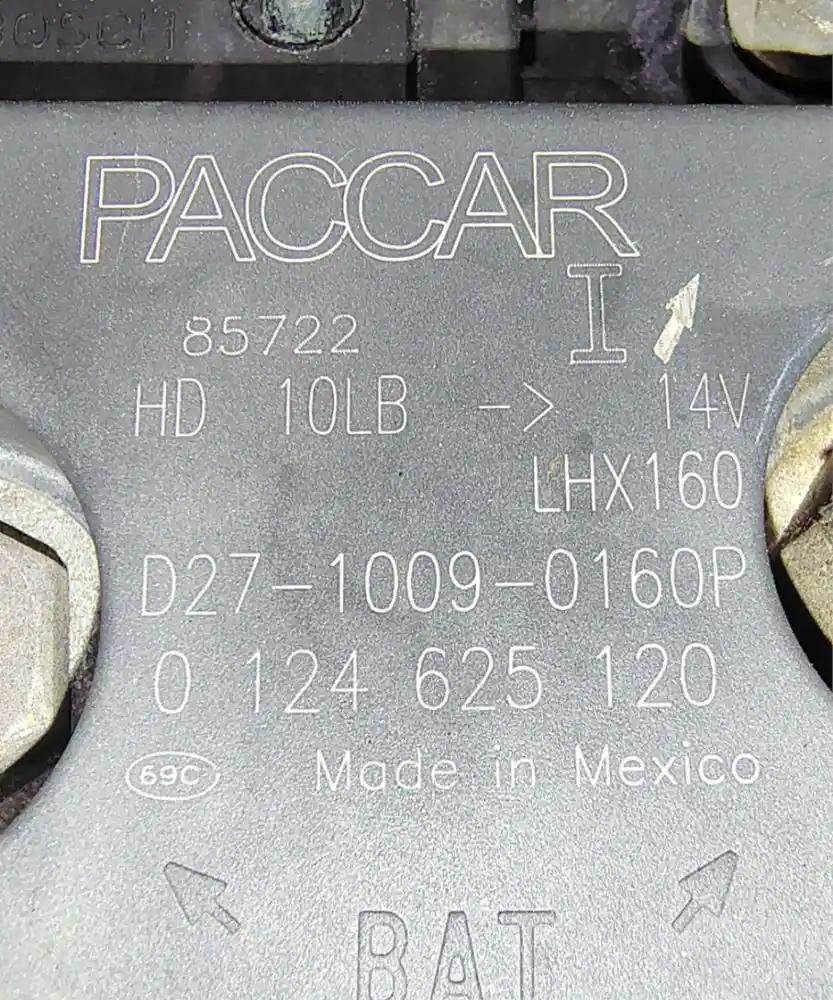 BOSCH
PACCAR
I
85722
HD 10LB -> 14V
LHX160
D27-1009-0160P
0 124 625 120
69C Made in Mexico
BAT